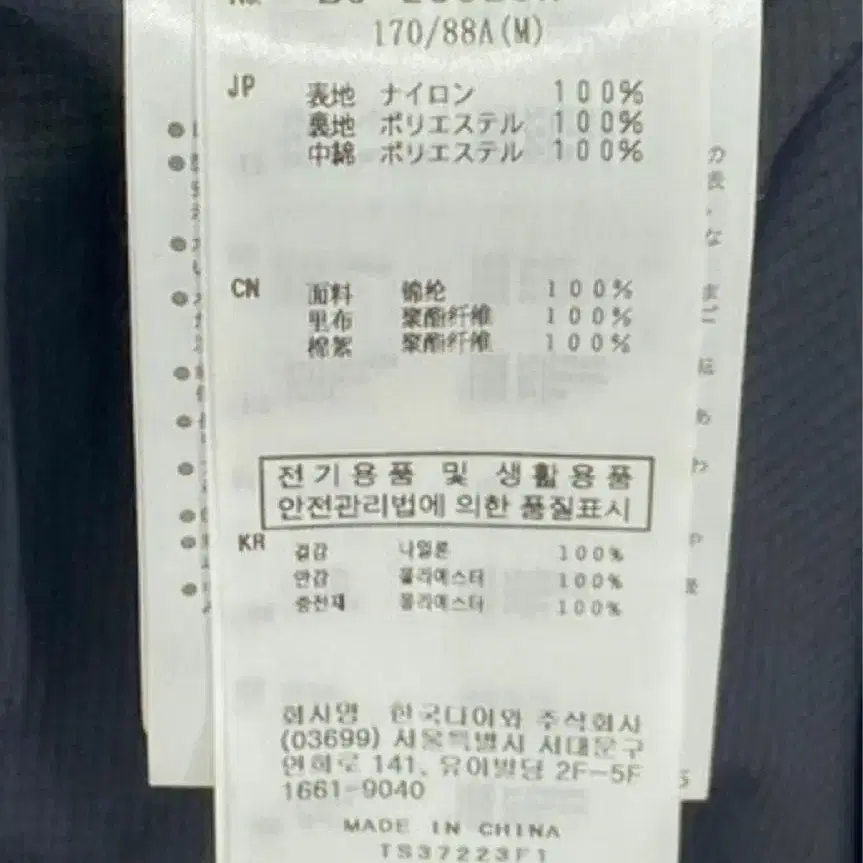 170/88A(M)
JP
表地 ナイロン 100%
裏地 ポリエステル 100%
中綿 ポリエステル 100%
CN
面料 锦纶 100%
里布 聚酯纤维 100%
棉絮 聚酯纤维 100%
전기용품 및 생활용품
안전관리법에 의한 품질표시
KR
겉감 나일론 100%
안감 폴리에스터 100%
충전재 폴리에스터 100%
회사명 한국다이와 주식회사
(03699) 서울특별시 서대문구
연희로 141, 유이빌딩 2F-5F
1661-9040
MADE IN CHINA
TS37223F1